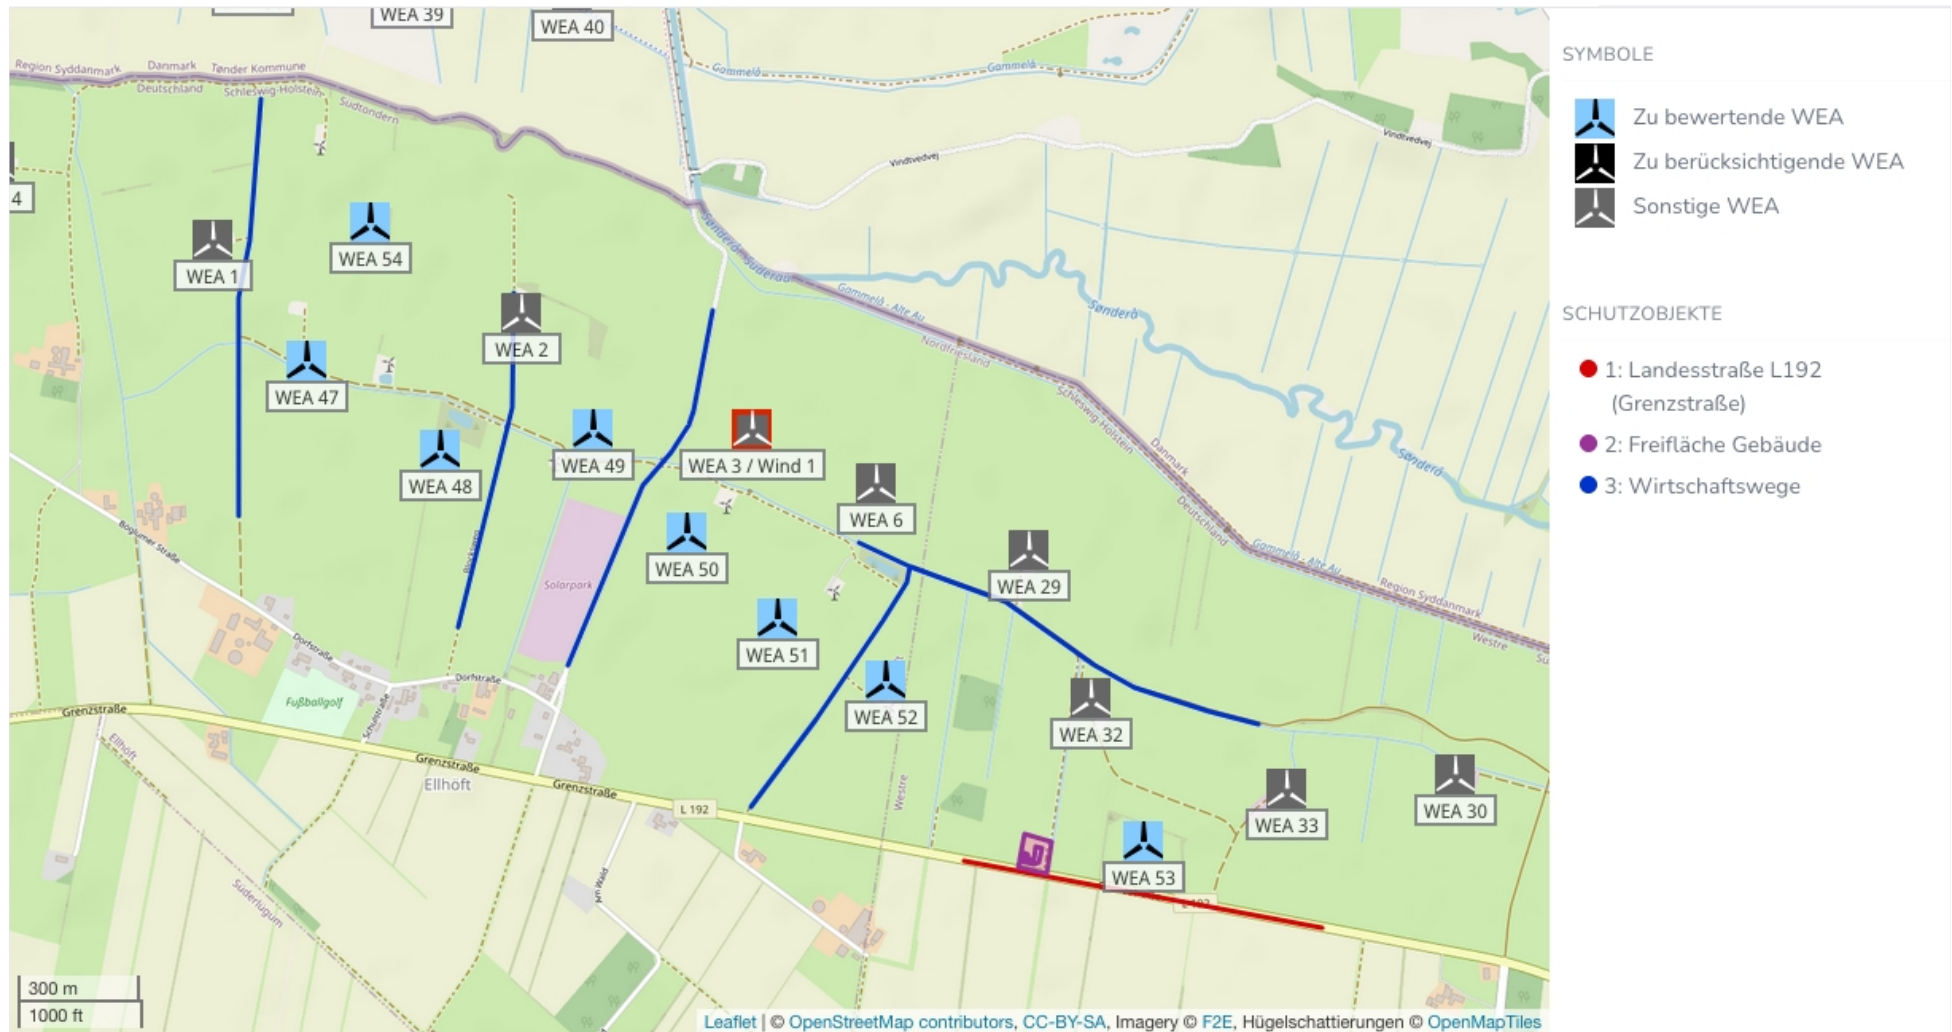 WEA 39
WEA 40
Region Syddanmark
Danmark
Tønder Kommune
Deutschland
Schleswig-Holstein
Südtondern
Gammelå
Gammelå
Vindtvedvej
Vindtvedvej
4
WEA 1
WEA 54
Sønderå - Süderau
Gammelå - Alte Au
Sønderå
Nordfriesland
WEA 2
WEA 47
Schleswig-Holstein
Danmark
Sønderå
WEA 48
WEA 49
WEA 3 / Wind 1
WEA 6
Deutschland
Boglumer Straße
Solarpark
WEA 50
WEA 29
Gammelå - Alte Au
Region Syddanmark
Westre
WEA 51
Dorfstraße
Dorfstraße
Fußballgolf
Schulstraße
WEA 52
WEA 32
Grenzstraße
Ellhöft
Grenzstraße
Ellhöft
Grenzstraße
L 192
Westre
WEA 33
WEA 30
WEA 53
L 192
Süderlügum
300 m
1000 ft
Leaflet | © OpenStreetMap contributors, CC-BY-SA, Imagery © F2E, Hügelschattierungen © OpenMapTiles
SYMBOLE
Zu bewertende WEA
Zu berücksichtigende WEA
Sonstige WEA
SCHUTZOBJEKTE
1: Landesstraße L192
(Grenzstraße)
2: Freifläche Gebäude
3: Wirtschaftswege